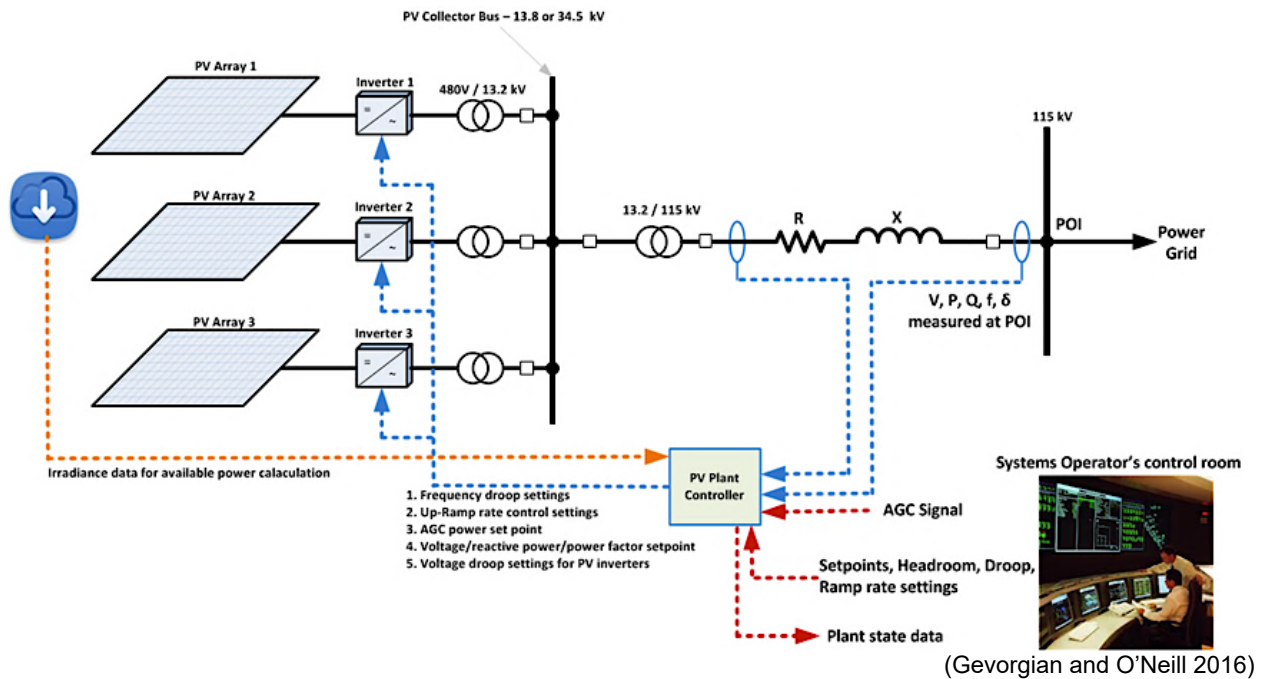 PV Collector Bus – 13.8 or 34.5 kV
PV Array 1
Inverter 1
480V / 13.2 kV
115 kV
PV Array 2
Inverter 2
13.2 / 115 kV
R
X
POI
Power
Grid
V, P, Q, f, δ
measured at POI
PV Array 3
Inverter 3
=
~
=
~
=
~
Irradiance data for available power calaculation
PV Plant
Controller
Systems Operator's control room
1. Frequency droop settings
2. Up-Ramp rate control settings
3. AGC power set point
4. Voltage/reactive power/power factor setpoint
5. Voltage droop settings for PV inverters
AGC Signal
Setpoints, Headroom, Droop,
Ramp rate settings
Plant state data
(Gevorgian and O'Neill 2016)